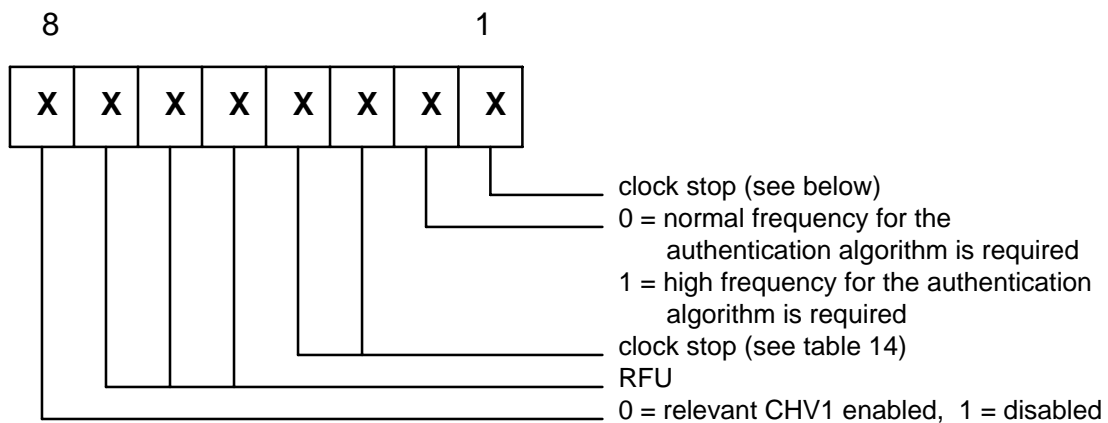 8 1
X X X X X X X X
clock stop (see below)
0 = normal frequency for the
authentication algorithm is required
1 = high frequency for the authentication
algorithm is required
clock stop (see table 14)
RFU
0 = relevant CHV1 enabled, 1 = disabled